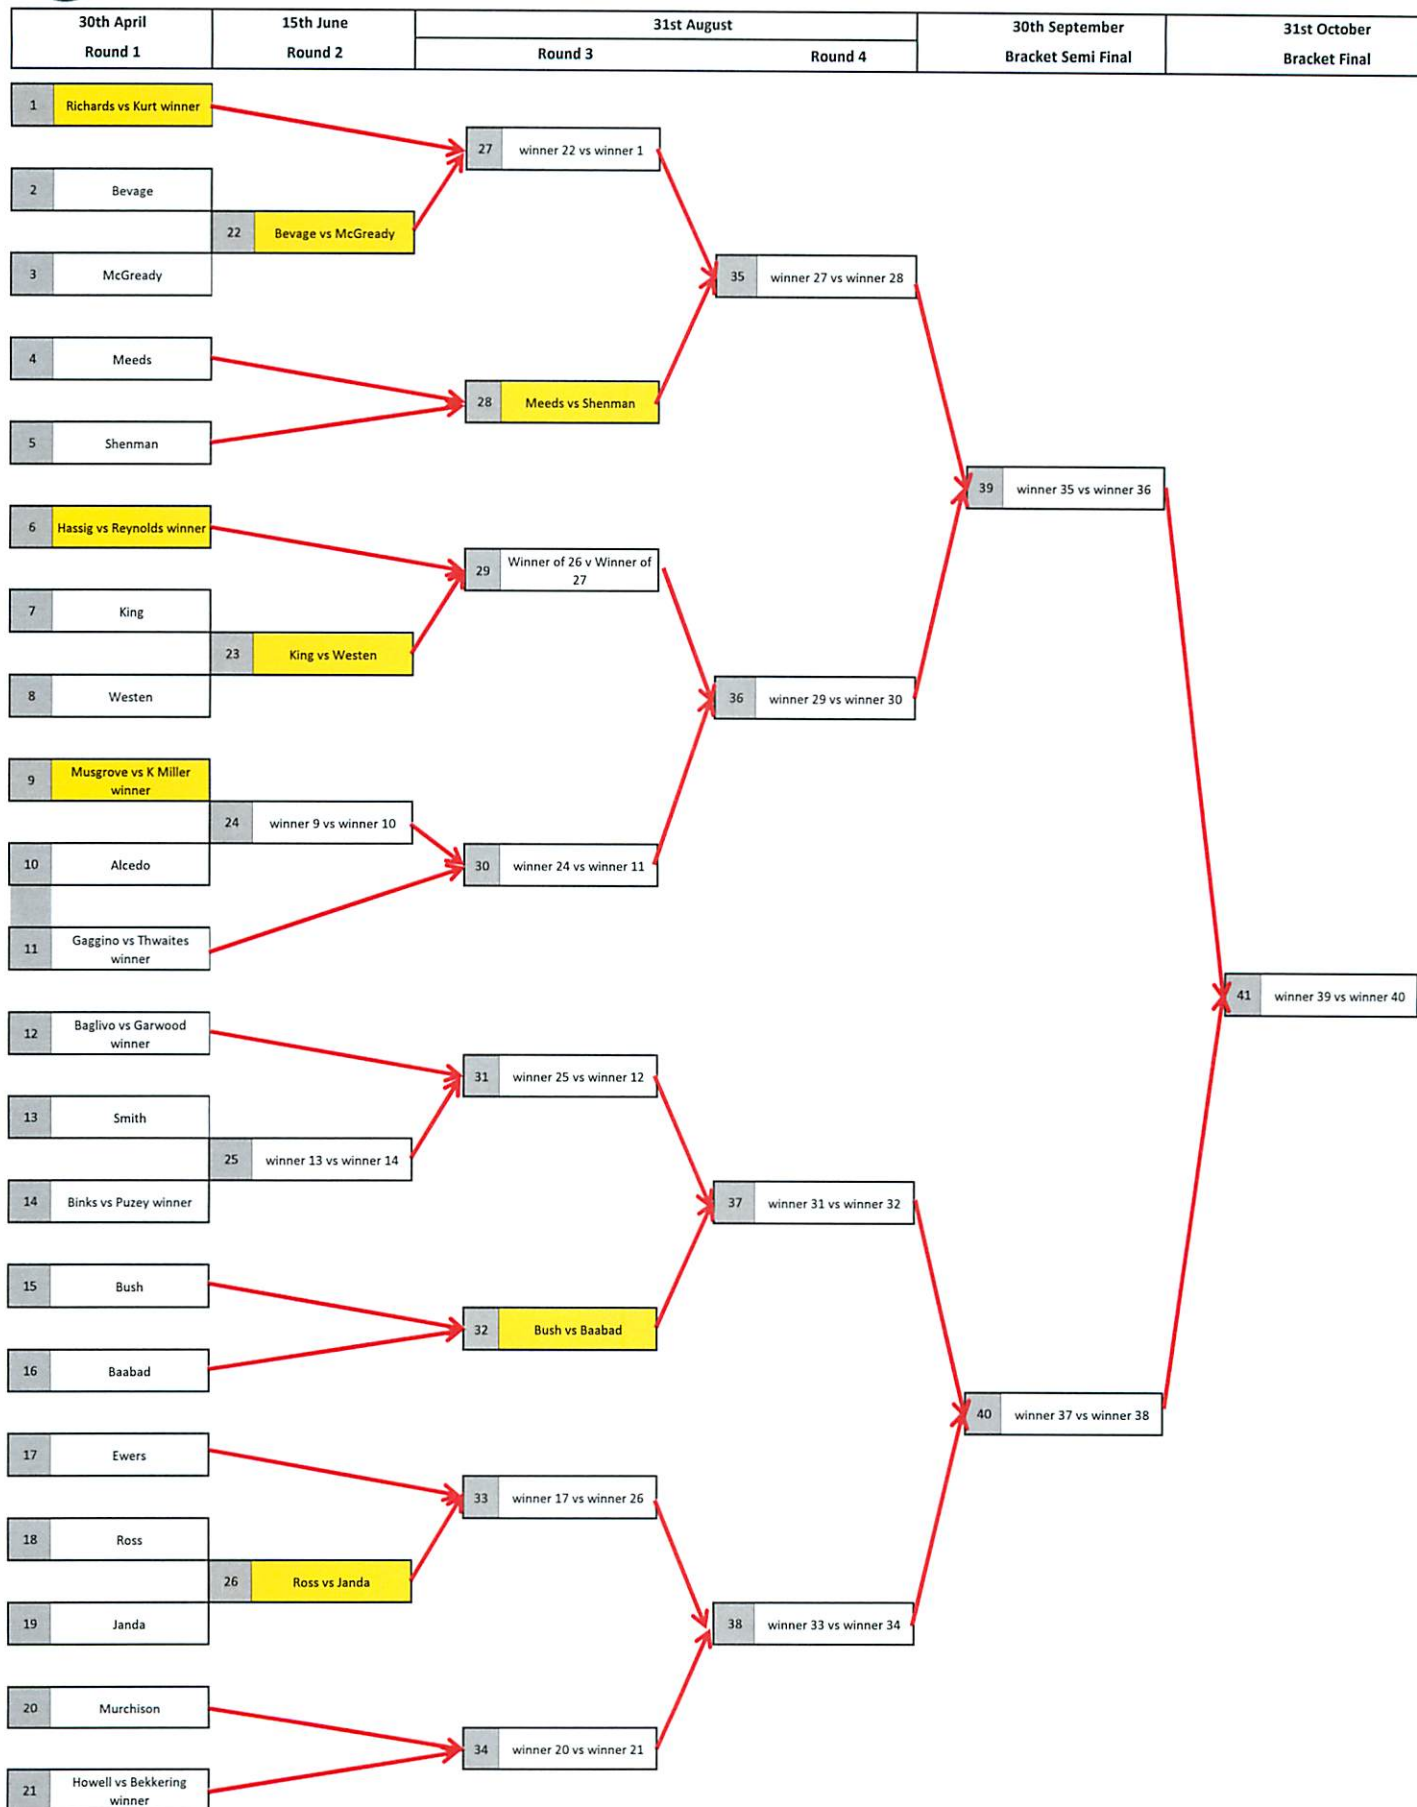 30th April
15th June
31st August
30th September
31st October
Round 1
Round 2
Round 3
Round 4
Bracket Semi Final
Bracket Final
1 Richards vs Kurt winner
27 winner 22 vs winner 1
2 Bevage
22 Bevage vs McGready
3 McGready
35 winner 27 vs winner 28
4 Meeds
28 Meeds vs Shenman
5 Shenman
39 winner 35 vs winner 36
6 Hassig vs Reynolds winner
29 Winner of 26 v Winner of
27
7 King
23 King vs Westen
8 Westen
36 winner 29 vs winner 30
9 Musgrove vs K Miller
winner
24 winner 9 vs winner 10
10 Alcedo
30 winner 24 vs winner 11
11 Gaggino vs Thwaites
winner
41 winner 39 vs winner 40
12 Baglivo vs Garwood
winner
31 winner 25 vs winner 12
13 Smith
25 winner 13 vs winner 14
14 Binks vs Puzey winner
37 winner 31 vs winner 32
15 Bush
32 Bush vs Baabad
16 Baabad
40 winner 37 vs winner 38
17 Ewers
33 winner 17 vs winner 26
18 Ross
26 Ross vs Janda
19 Janda
38 winner 33 vs winner 34
20 Murchison
34 winner 20 vs winner 21
21 Howell vs Bekkering
winner